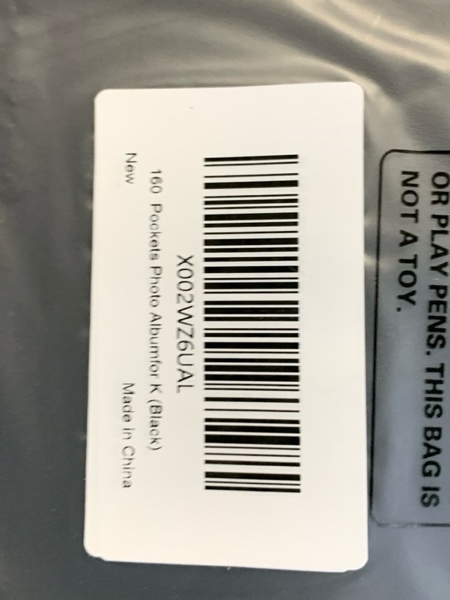 X002WZ6UAL
160 Pockets Photo Albumfor K (Black)
New
Made in China
OR PLAY PENS. THIS BAG IS
NOT A TOY.